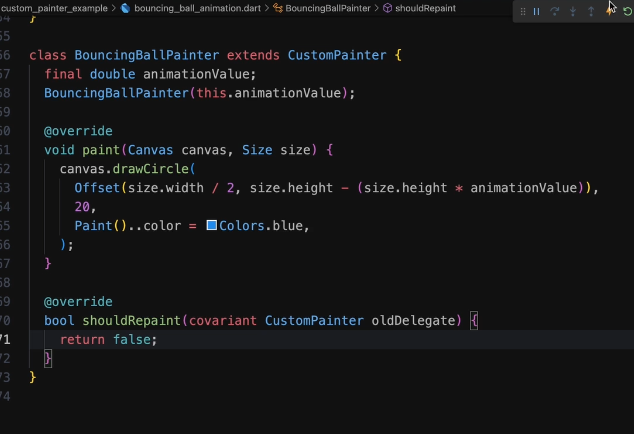 custom_painter_example > bouncing_ball_animation.dart > BouncingBallPainter > shouldRepaint
54 }
55
56 class BouncingBallPainter extends CustomPainter {
57 final double animationValue;
58 BouncingBallPainter(this.animationValue);
59
60 @override
61 void paint(Canvas canvas, Size size) {
62 canvas.drawCircle(
63 Offset(size.width / 2, size.height - (size.height * animationValue)),
64 20,
65 Paint()..color = Colors.blue,
66 );
67 }
68
69 @override
70 bool shouldRepaint(covariant CustomPainter oldDelegate) {
71 return false;
72 }
73 }
74